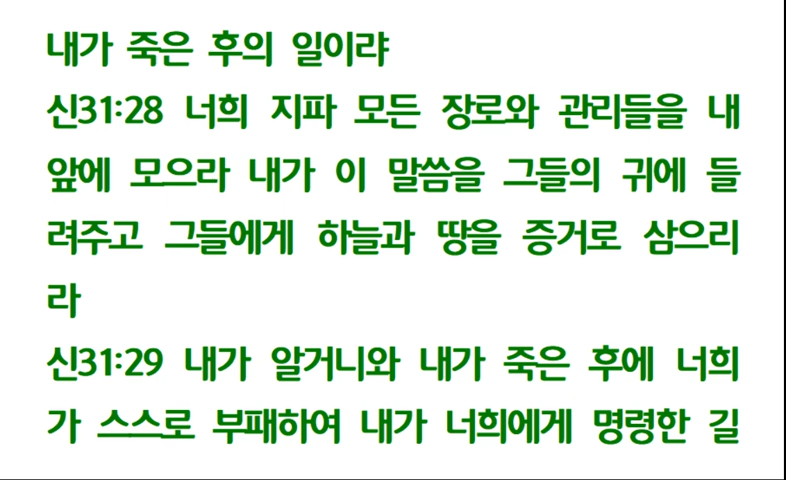 내가 죽은 후의 일이랴
신31:28 너희 지파 모든 장로와 관리들을 내
앞에 모으라 내가 이 말씀을 그들의 귀에 들
려주고 그들에게 하늘과 땅을 증거로 삼으리
라
신31:29 내가 알거니와 내가 죽은 후에 너희
가 스스로 부패하여 내가 너희에게 명령한 길